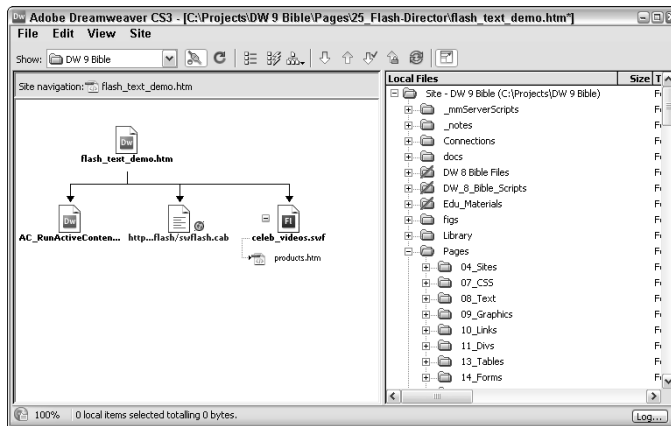 Dw Adobe Dreamweaver CS3 - [C:\Projects\DW 9 Bible\Pages\25_Flash-Director\flash_text_demo.htm*]
File Edit View Site
Show: DW 9 Bible
Site navigation: flash_text_demo.htm
Dw
flash_text_demo.htm
Dw
AC_RunActiveConten...
http...flash/swflash.cab
Fl
celeb_videos.swf
products.htm
Local Files Size T
Site - DW 9 Bible (C:\Projects\DW 9 Bible)
_mmServerScripts
_notes
Connections
docs
DW 8 Bible Files
DW_8_Bible_Scripts
Edu_Materials
figs
Library
Pages
04_Sites
07_CSS
08_Text
09_Graphics
10_Links
11_Divs
13_Tables
14_Forms
100% 0 local items selected totalling 0 bytes.
Log...